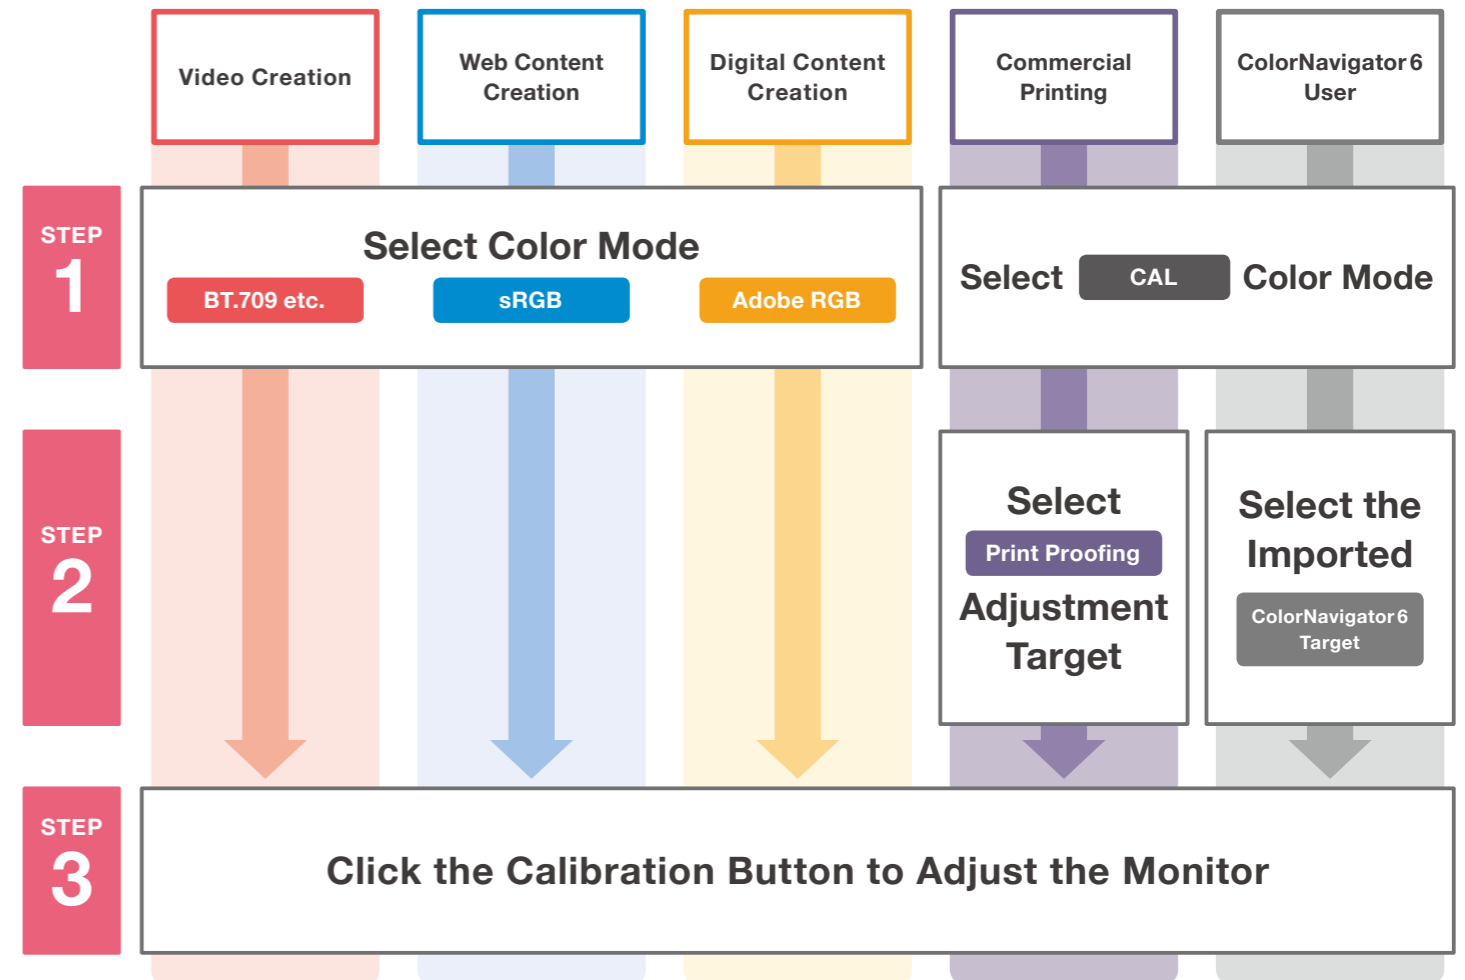 Video Creation
Web Content
Creation
Digital Content
Creation
Commercial
Printing
ColorNavigator 6
User
STEP
1
Select Color Mode
BT.709 etc.
sRGB
Adobe RGB
Select CAL Color Mode
STEP
2
Select
Print Proofing
Adjustment
Target
Select the
Imported
ColorNavigator 6
Target
STEP
3
Click the Calibration Button to Adjust the Monitor